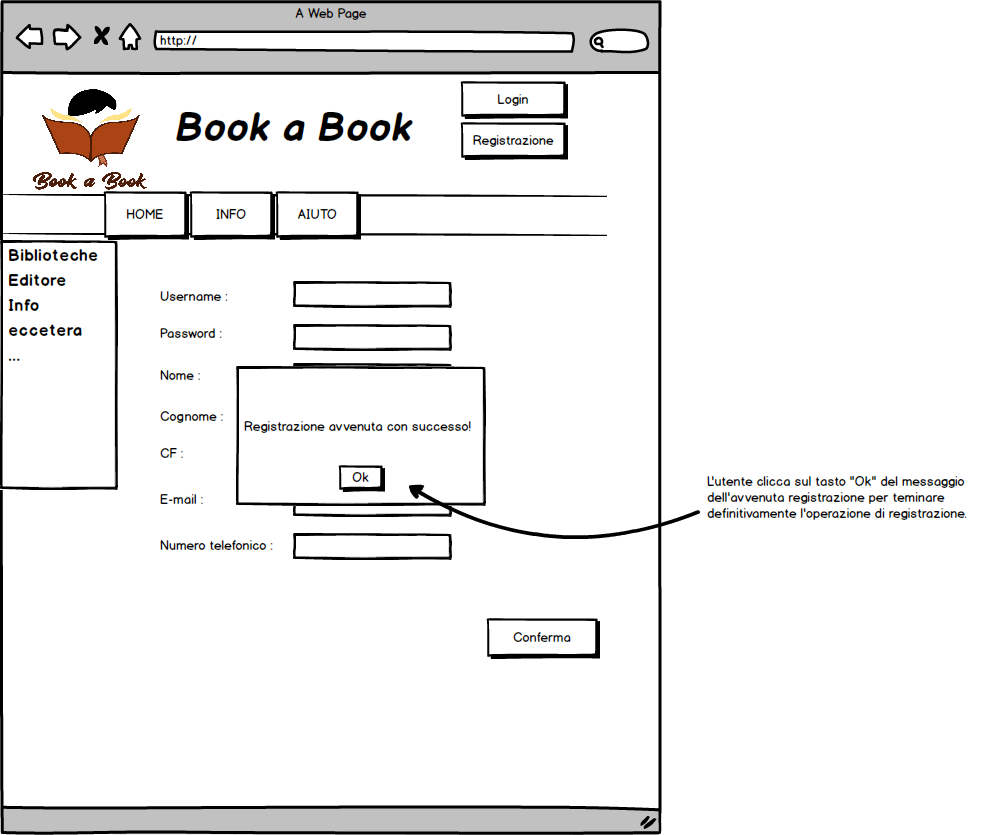 A Web Page
http://
Login
Book a Book
Registrazione
Book a Book
HOME
INFO
AIUTO
Biblioteche
Editore
Info
eccetera
...
Username :
Password :
Nome :
Cognome :
CF :
E-mail :
Numero telefonico :
Registrazione avvenuta con successo!
Ok
L'utente clicca sul tasto "Ok" del messaggio
dell'avvenuta registrazione per teminare
definitivamente l'operazione di registrazione.
Conferma